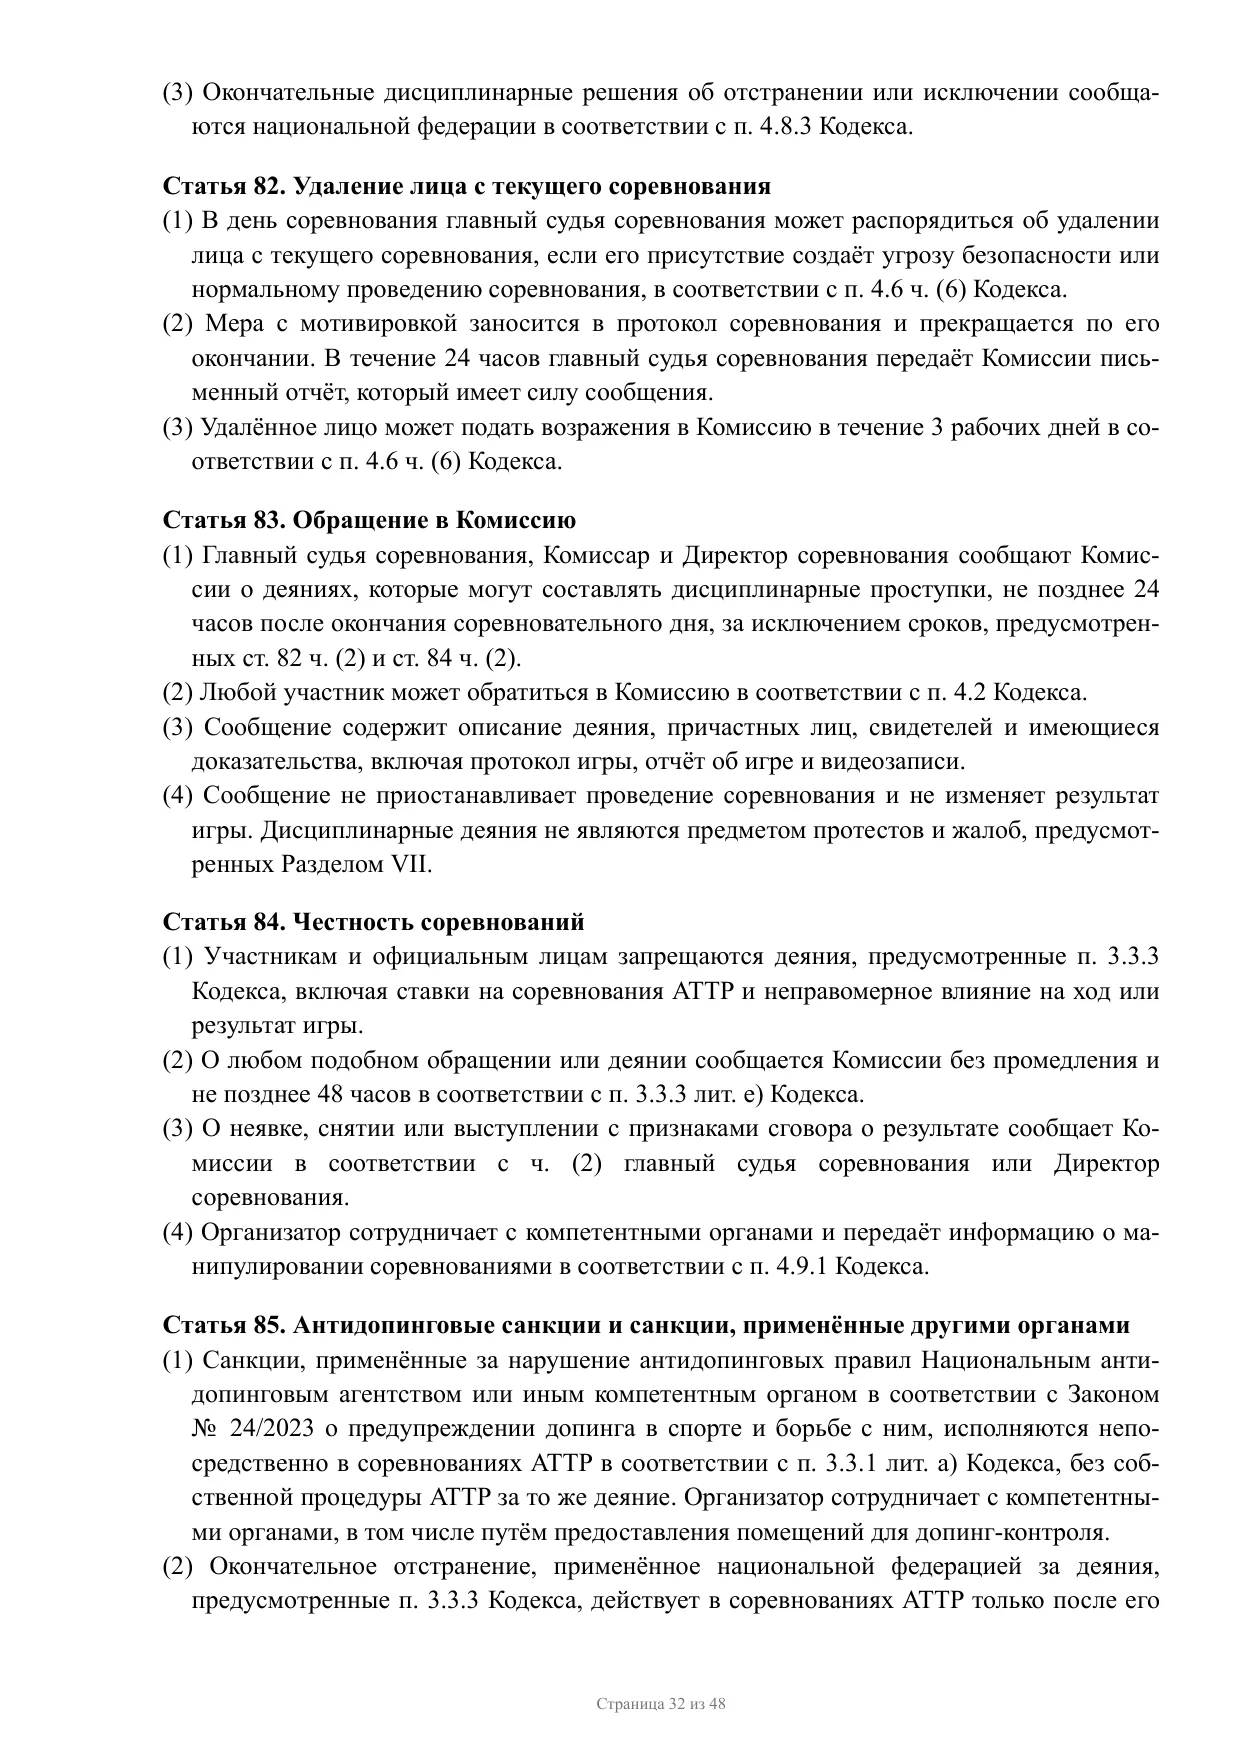 (3) Окончательные дисциплинарные решения об отстранении или исключении сообща-
ются национальной федерации в соответствии с п. 4.8.3 Кодекса.
Статья 82. Удаление лица с текущего соревнования
(1) В день соревнования главный судья соревнования может распорядиться об удалении
лица с текущего соревнования, если его присутствие создаёт угрозу безопасности или
нормальному проведению соревнования, в соответствии с п. 4.6 ч. (6) Кодекса.
(2) Мера с мотивировкой заносится в протокол соревнования и прекращается по его
окончании. В течение 24 часов главный судья соревнования передаёт Комиссии пись-
менный отчёт, который имеет силу сообщения.
(3) Удалённое лицо может подать возражения в Комиссию в течение 3 рабочих дней в со-
ответствии с п. 4.6 ч. (6) Кодекса.
Статья 83. Обращение в Комиссию
(1) Главный судья соревнования, Комиссар и Директор соревнования сообщают Комис-
сии о деяниях, которые могут составлять дисциплинарные проступки, не позднее 24
часов после окончания соревновательного дня, за исключением сроков, предусмотрен-
ных ст. 82 ч. (2) и ст. 84 ч. (2).
(2) Любой участник может обратиться в Комиссию в соответствии с п. 4.2 Кодекса.
(3) Сообщение содержит описание деяния, причастных лиц, свидетелей и имеющиеся
доказательства, включая протокол игры, отчёт об игре и видеозаписи.
(4) Сообщение не приостанавливает проведение соревнования и не изменяет результат
игры. Дисциплинарные деяния не являются предметом протестов и жалоб, предусмот-
ренных Разделом VII.
Статья 84. Честность соревнований
(1) Участникам и официальным лицам запрещаются деяния, предусмотренные п. 3.3.3
Кодекса, включая ставки на соревнования АТТР и неправомерное влияние на ход или
результат игры.
(2) О любом подобном обращении или деянии сообщается Комиссии без промедления и
не позднее 48 часов в соответствии с п. 3.3.3 лит. е) Кодекса.
(3) О неявке, снятии или выступлении с признаками сговора о результате сообщает Ко-
миссии в соответствии с ч. (2) главный судья соревнования или Директор
соревнования.
(4) Организатор сотрудничает с компетентными органами и передаёт информацию о ма-
нипулировании соревнованиями в соответствии с п. 4.9.1 Кодекса.
Статья 85. Антидопинговые санкции и санкции, применённые другими органами
(1) Санкции, применённые за нарушение антидопинговых правил Национальным анти-
допинговым агентством или иным компетентным органом в соответствии с Законом
№ 24/2023 о предупреждении допинга в спорте и борьбе с ним, исполняются непо-
средственно в соревнованиях АТТР в соответствии с п. 3.3.1 лит. а) Кодекса, без соб-
ственной процедуры АТТР за то же деяние. Организатор сотрудничает с компетентны-
ми органами, в том числе путём предоставления помещений для допинг-контроля.
(2) Окончательное отстранение, применённое национальной федерацией за деяния,
предусмотренные п. 3.3.3 Кодекса, действует в соревнованиях АТТР только после его
Страница 32 из 48